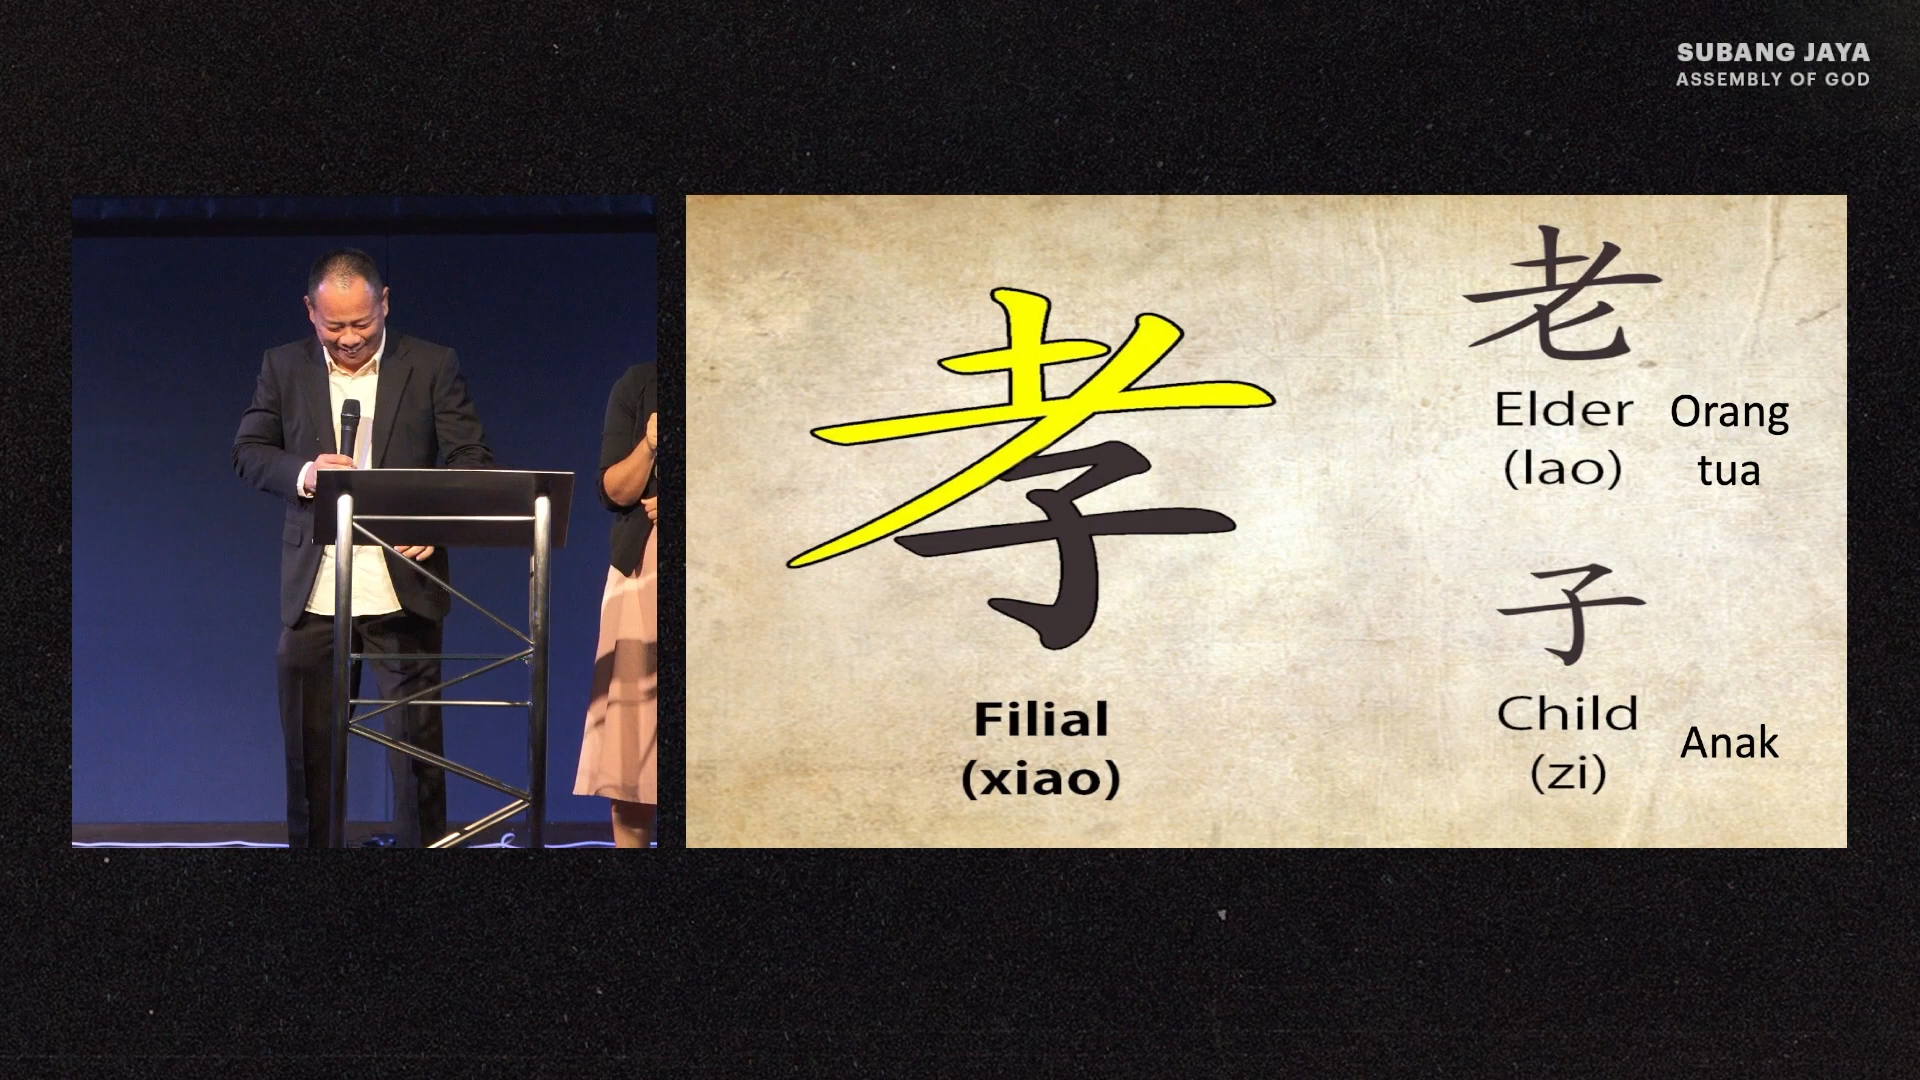 SUBANG JAYA
ASSEMBLY OF GOD
孝
Filial
(xiao)
老
Elder
(lao)
Orang
tua
子
Child
(zi)
Anak